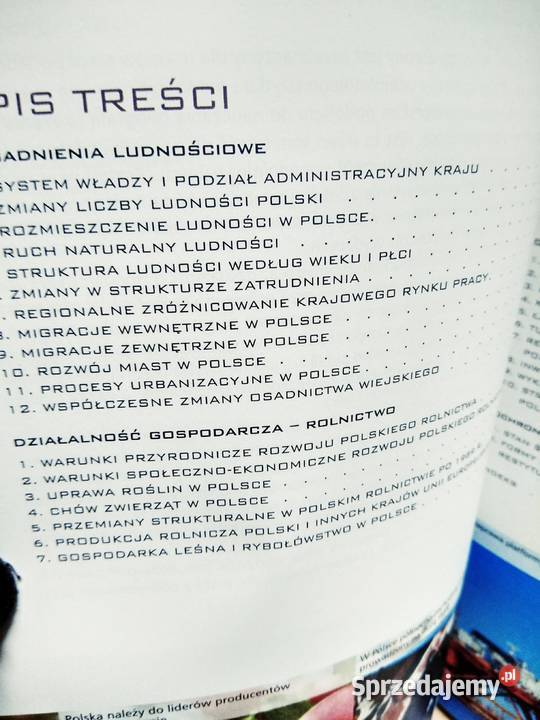 PIS TREŚCI
ADNIENIA LUDNOŚCIOWE
SYSTEM WŁADZY I PODZIAŁ ADMINISTRACYJNY KRAJU
ZMIANY LICZBY LUDNOŚCI POLSKI
ROZMIESZCZENIE LUDNOŚCI W POLSCE
RUCH NATURALNY LUDNOŚCI
STRUKTURA LUDNOŚCI WEDŁUG WIEKU I PŁCI
ZMIANY W STRUKTURZE ZATRUDNIENIA
REGIONALNE ZRÓŻNICOWANIE KRAJOWEGO RYNKU PRACY
8. MIGRACJE WEWNĘTRZNE W POLSCE
9. MIGRACJE ZEWNĘTRZNE W POLSCE
10. ROZWÓJ MIAST W POLSCE
11. PROCESY URBANIZACYJNE W POLSCE
12. WSPÓŁCZESNE ZMIANY OSADNICTWA WIEJSKIEGO
DZIAŁALNOŚĆ GOSPODARCZA – ROLNICTWO
1. WARUNKI PRZYRODNICZE ROZWOJU POLSKIEGO ROLNICTWA
2. WARUNKI SPOŁECZNO-EKONOMICZNE ROZWOJU POLSKIEGO
3. UPRAWA ROŚLIN W POLSCE
4. CHÓW ZWIERZĄT W POLSCE
5. PRZEMIANY STRUKTURALNE W POLSKIM ROLNICTWIE PO
6. PRODUKCJA ROLNICZA POLSKI I INNYCH KRAJÓW UNII
7. GOSPODARKA LEŚNA I RYBOŁÓWSTWO W POLSCE
W Polsce
Polska należy do liderów producentów
Sprzedajemy.pl